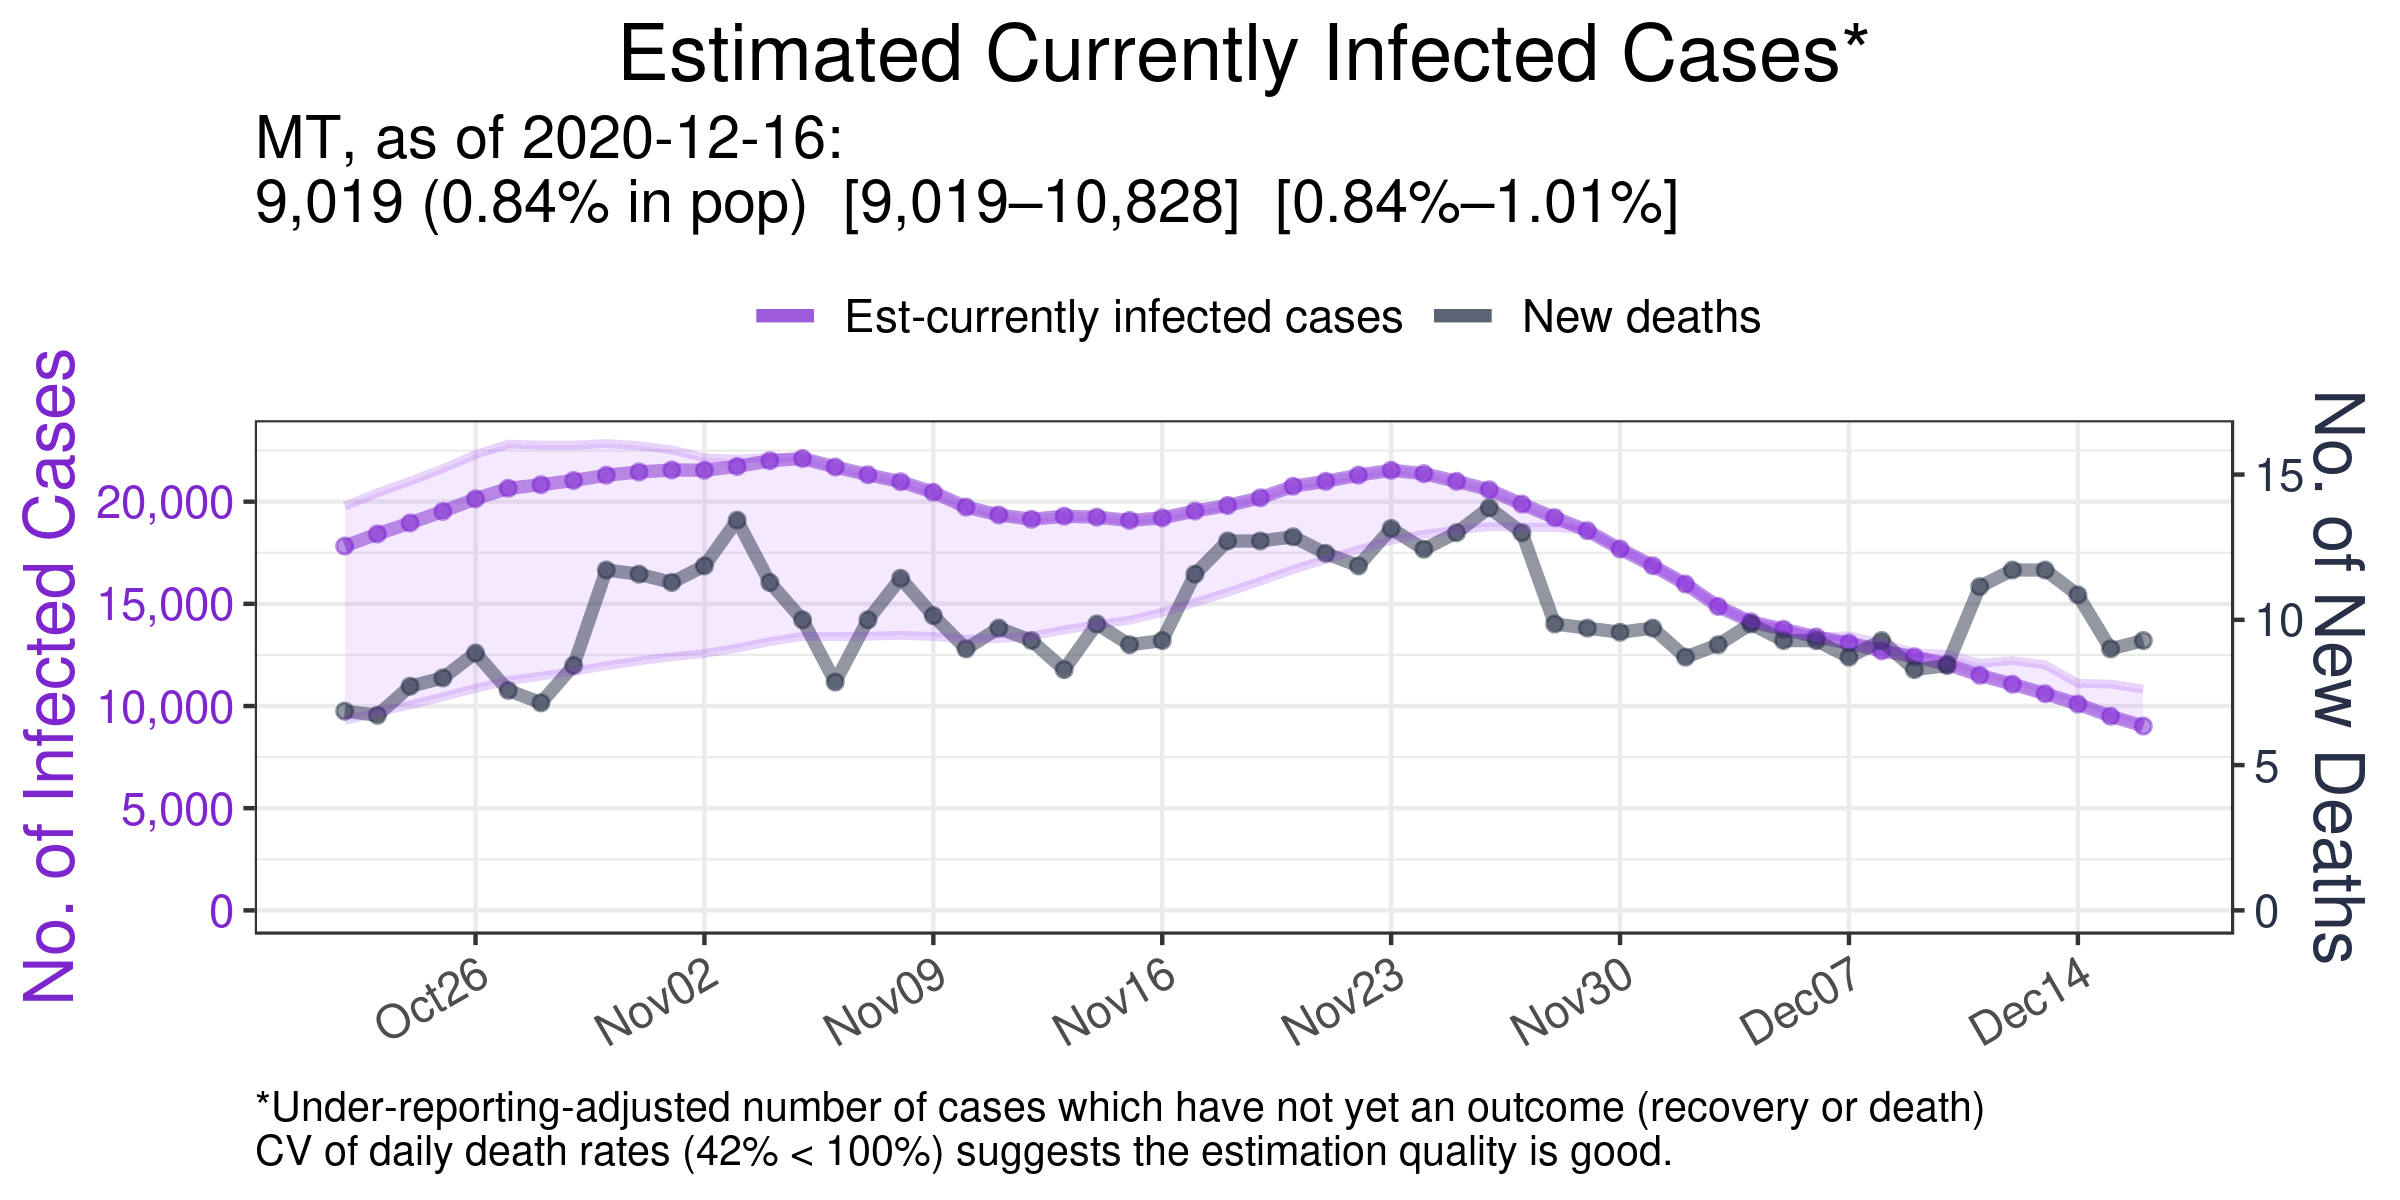 Estimated Currently Infected Cases*
MT, as of 2020-12-16:
9,019 (0.84% in pop)  [9,019–10,828]  [0.84%–1.01%]
Est-currently infected cases
New deaths
No. of Infected Cases
20,000
15,000
10,000
5,000
0
15
10
5
0
No. of New Deaths
Oct26
Nov02
Nov09
Nov16
Nov23
Nov30
Dec07
Dec14
*Under-reporting-adjusted number of cases which have not yet an outcome (recovery or death)
CV of daily death rates (42% < 100%) suggests the estimation quality is good.